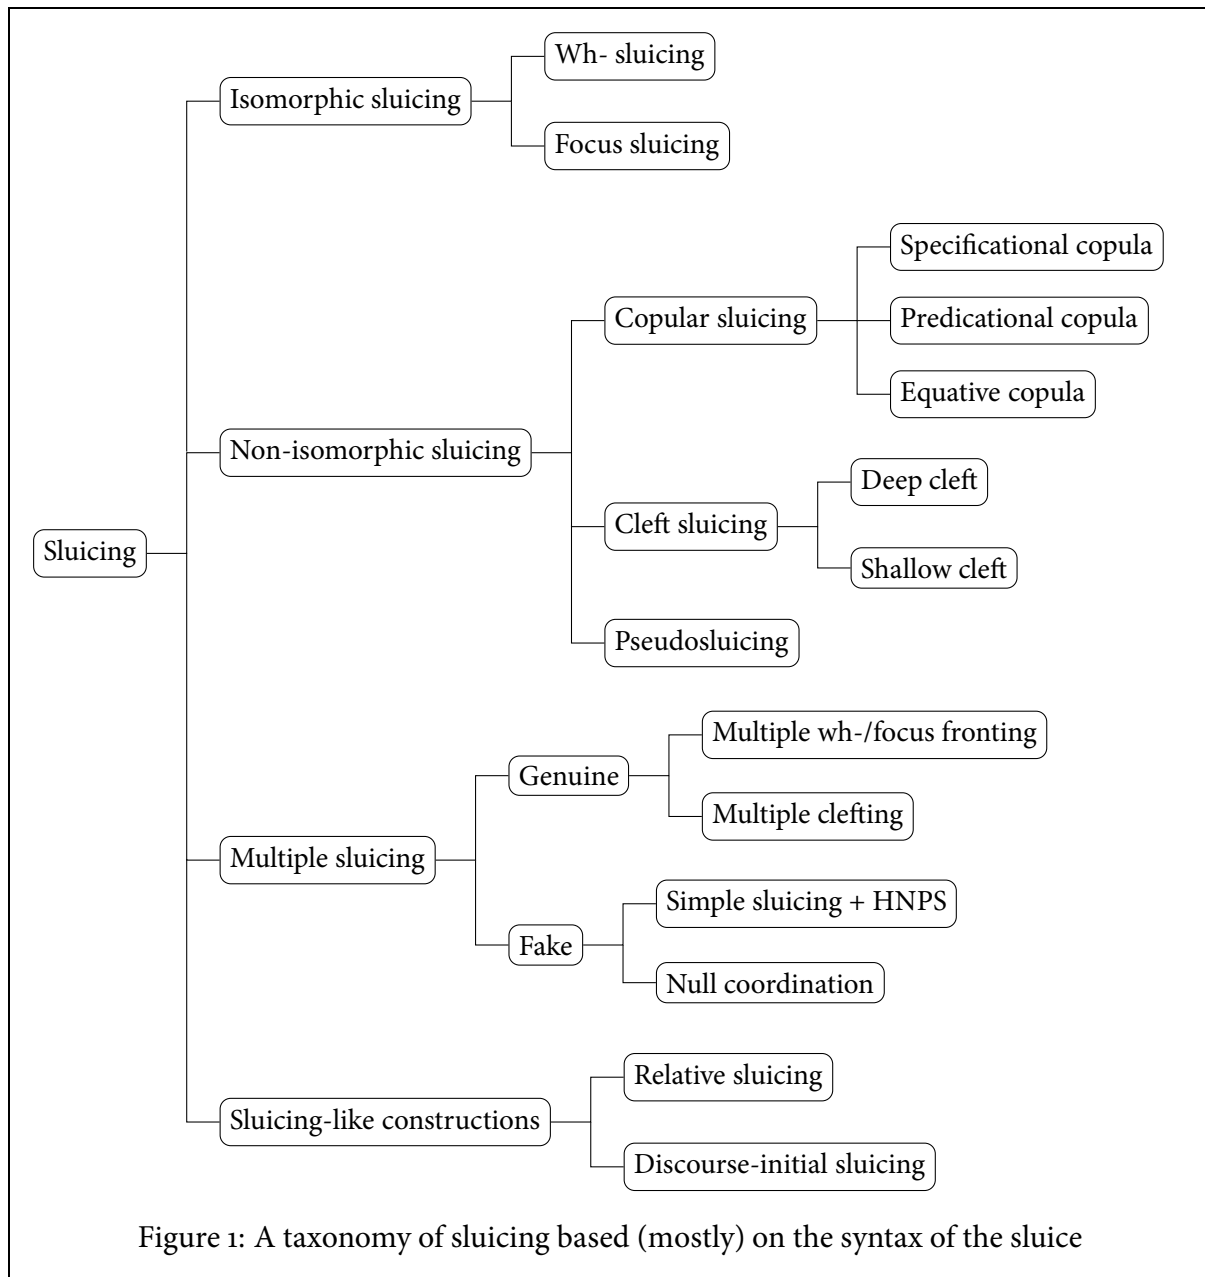 Wh- sluicing
Isomorphic sluicing
Focus sluicing
Specificational copula
Copular sluicing
Predicational copula
Equative copula
Non-isomorphic sluicing
Deep cleft
Cleft sluicing
Shallow cleft
Sluicing
Pseudosluicing
Multiple wh-/focus fronting
Genuine
Multiple clefting
Multiple sluicing
Simple sluicing + HNPS
Fake
Null coordination
Relative sluicing
Sluicing-like constructions
Discourse-initial sluicing
Figure 1: A taxonomy of sluicing based (mostly) on the syntax of the sluice